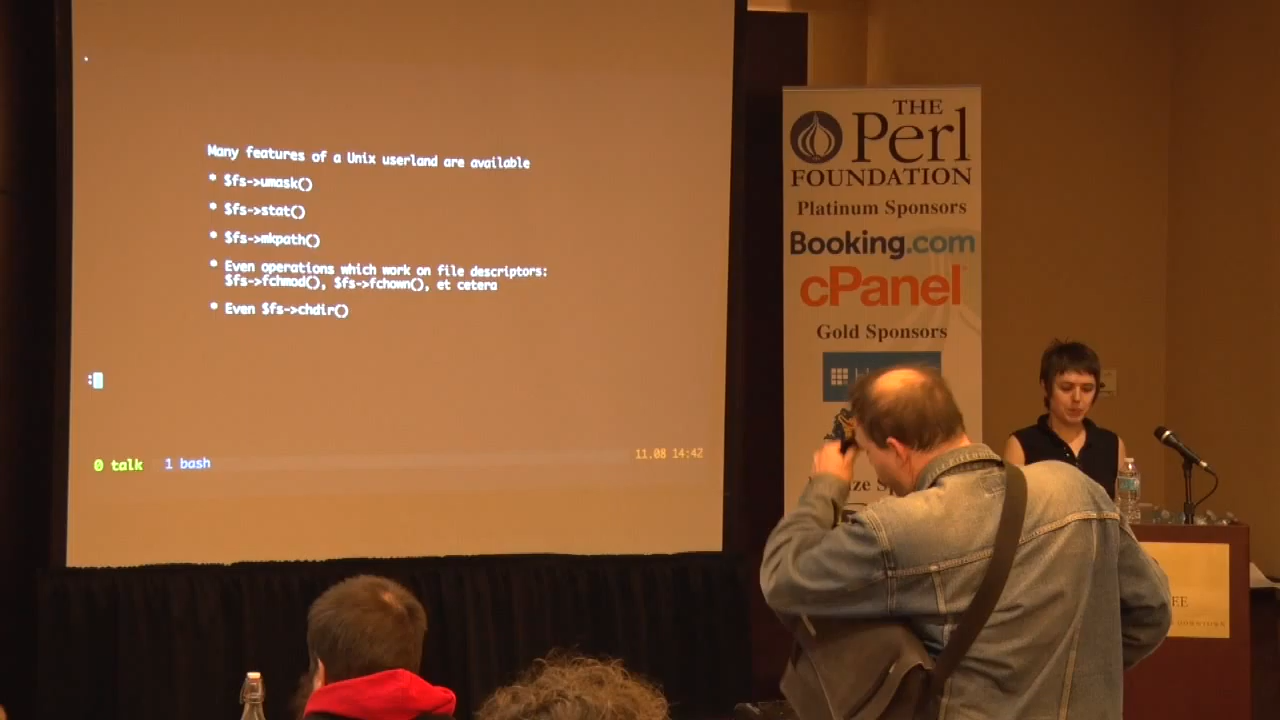 Many features of a Unix userland are available
* $fs->umask()
* $fs->stat()
* $fs->mkpath()
* Even operations which work on file descriptors:
$fs->fchmod(), $fs->fchown(), et cetera
* Even $fs->chdir()
:
0 talk 1 bash 11.08 14:42
THE
Perl
FOUNDATION
Platinum Sponsors
Booking.com
cPanel
Gold Sponsors